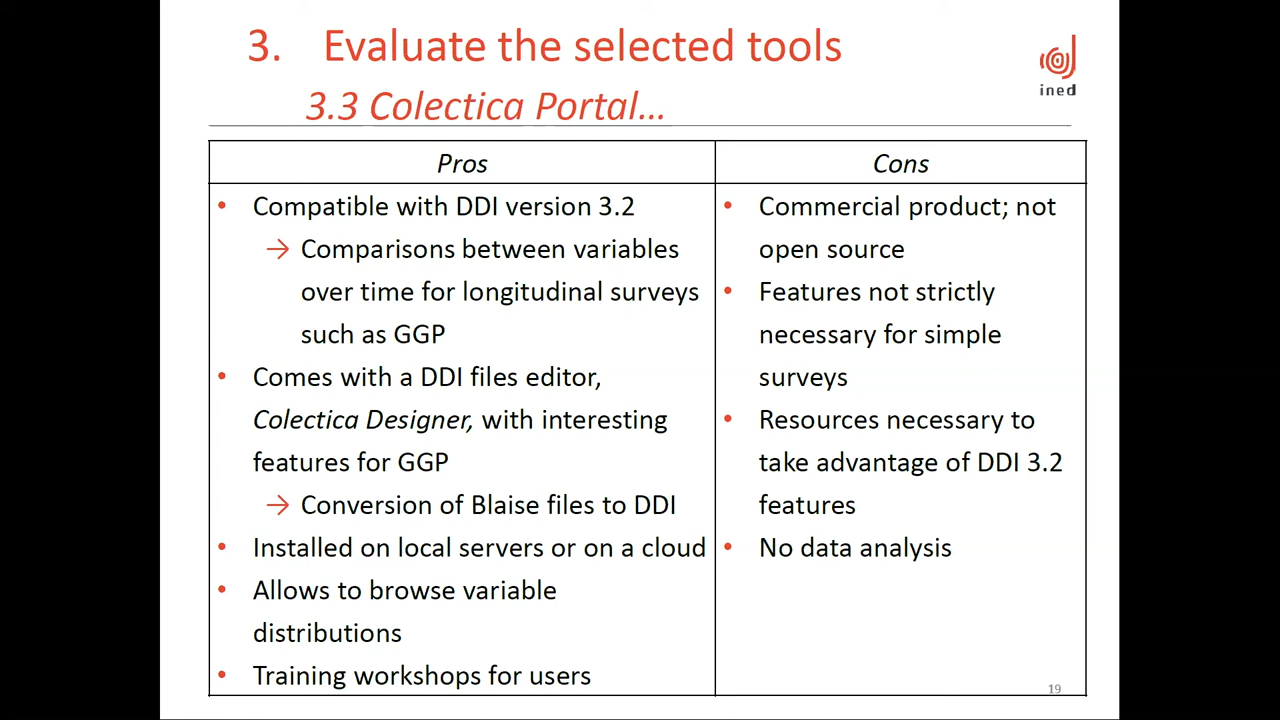 3. Evaluate the selected tools
3.3 Colectica Portal...
ined
Pros
Cons
• Compatible with DDI version 3.2
→ Comparisons between variables
over time for longitudinal surveys
such as GGP
• Comes with a DDI files editor,
Colectica Designer, with interesting
features for GGP
→ Conversion of Blaise files to DDI
• Installed on local servers or on a cloud
• Allows to browse variable
distributions
• Training workshops for users
• Commercial product; not
open source
• Features not strictly
necessary for simple
surveys
• Resources necessary to
take advantage of DDI 3.2
features
• No data analysis
19